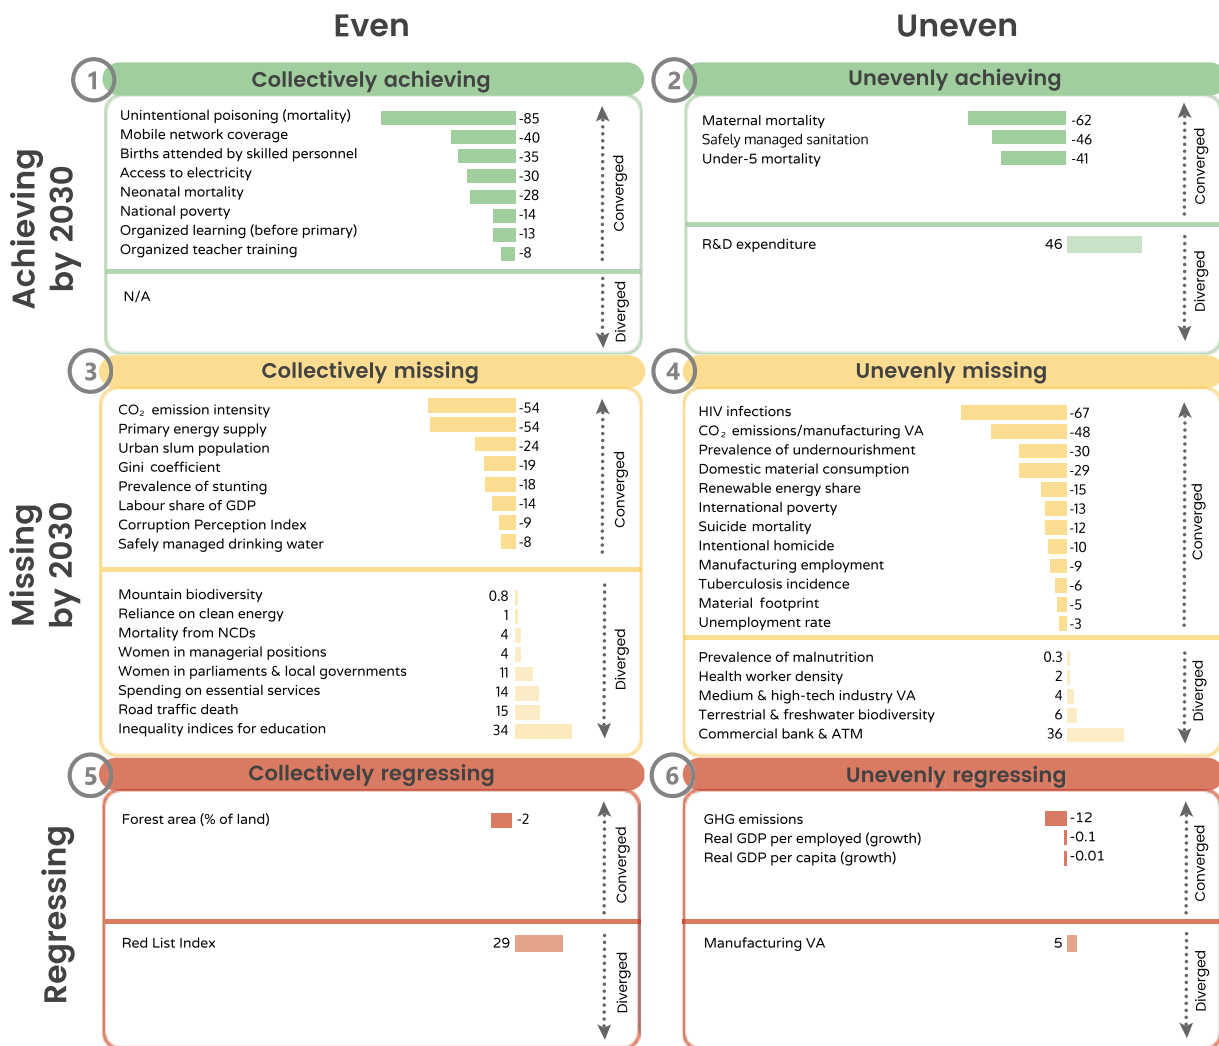 Even
Uneven
Achieving
by 2030
1
Collectively achieving
Unintentional poisoning (mortality) -85
Mobile network coverage -40
Births attended by skilled personnel -35
Access to electricity -30
Neonatal mortality -28
National poverty -14
Organized learning (before primary) -13
Organized teacher training -8
Converged
N/A
Diverged
2
Unevenly achieving
Maternal mortality -62
Safely managed sanitation -46
Under-5 mortality -41
Converged
R&D expenditure 46
Diverged
Missing
by 2030
3
Collectively missing
CO₂ emission intensity -54
Primary energy supply -54
Urban slum population -24
Gini coefficient -19
Prevalence of stunting -18
Labour share of GDP -14
Corruption Perception Index -9
Safely managed drinking water -8
Converged
Mountain biodiversity 0.8
Reliance on clean energy 1
Mortality from NCDs 4
Women in managerial positions 4
Women in parliaments & local governments 11
Spending on essential services 14
Road traffic death 15
Inequality indices for education 34
Diverged
4
Unevenly missing
HIV infections -67
CO₂ emissions/manufacturing VA -48
Prevalence of undernourishment -30
Domestic material consumption -29
Renewable energy share -15
International poverty -13
Suicide mortality -12
Intentional homicide -10
Manufacturing employment -9
Tuberculosis incidence -6
Material footprint -5
Unemployment rate -3
Converged
Prevalence of malnutrition 0.3
Health worker density 2
Medium & high-tech industry VA 4
Terrestrial & freshwater biodiversity 6
Commercial bank & ATM 36
Diverged
Regressing
5
Collectively regressing
Forest area (% of land) -2
Converged
Red List Index 29
Diverged
6
Unevenly regressing
GHG emissions -12
Real GDP per employed (growth) -0.1
Real GDP per capita (growth) -0.01
Converged
Manufacturing VA 5
Diverged